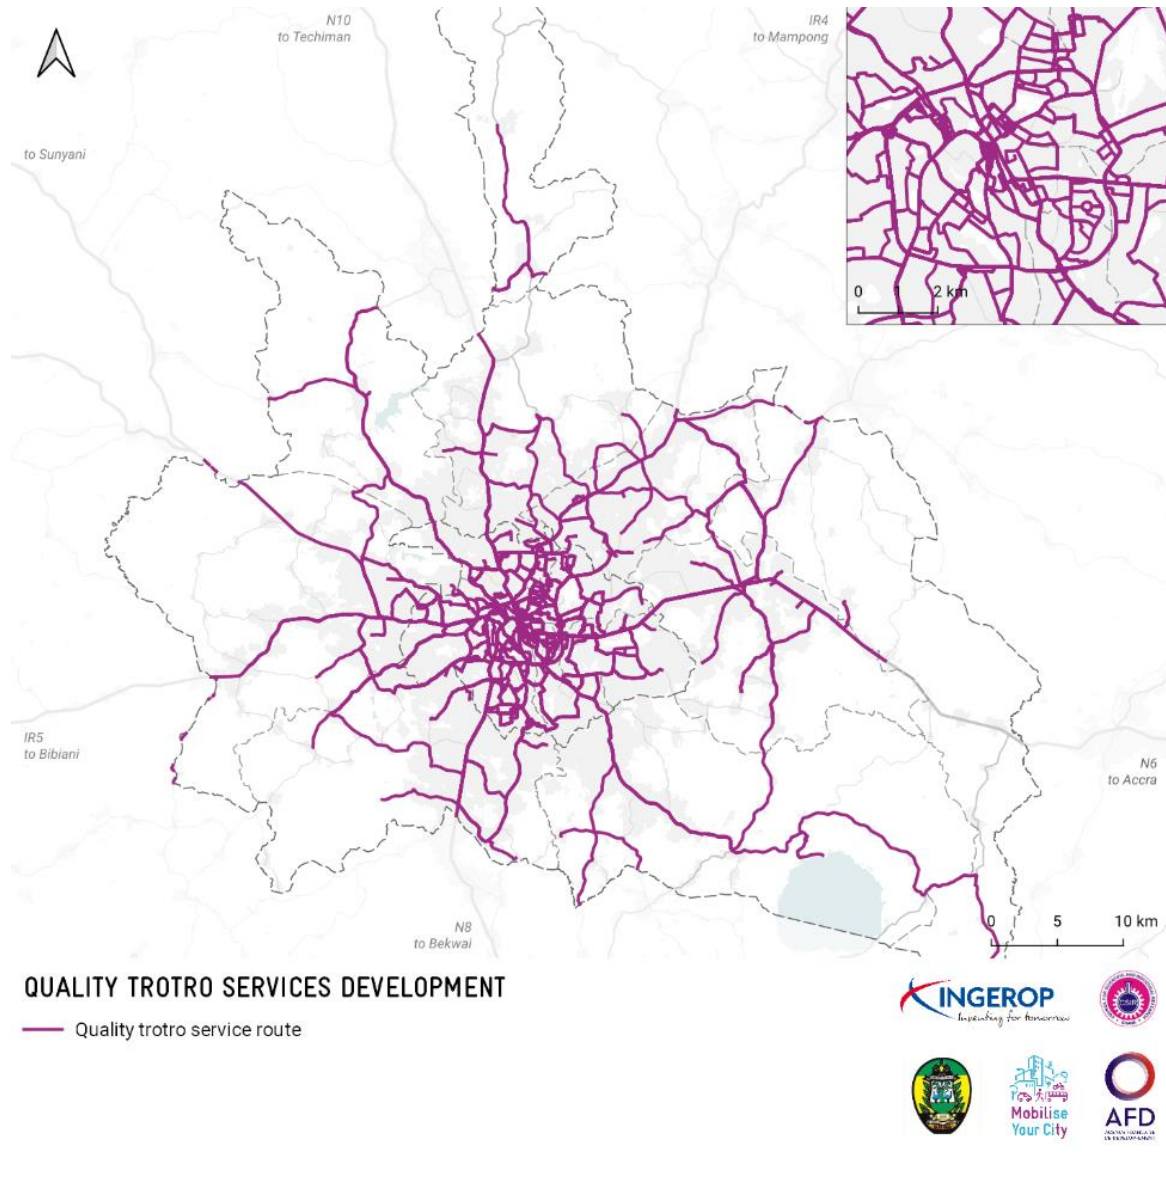 N10
to Techiman
IR4
to Mampong
to Sunyani
0 1 2 km
IR5
to Bibiani
N6
to Accra
N8
to Bekwai
0 5 10 km
QUALITY TROTRO SERVICES DEVELOPMENT
Quality trotro service route
INGEROP
Inventing for tomorrow
CSIR
Mobilise
Your City
AFD